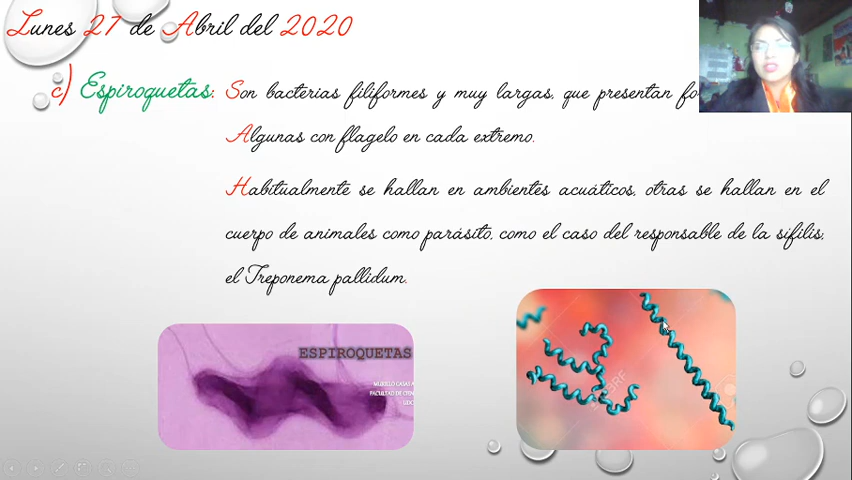 Lunes 27 de Abril del 2020
c) Espiroquetas: Son bacterias filiformes y muy largas, que presentan
Algunas con flagelo en cada extremo.
Habitualmente se hallan en ambientes acuáticos, otras se hallan en el
cuerpo de animales como parásito, como el caso del responsable de la sífilis,
el Treponema pallidum.
ESPIROQUETAS